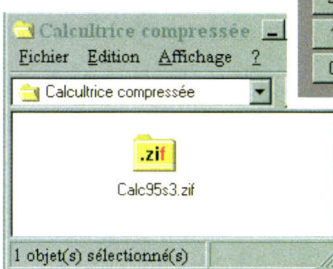 Calcultrice compressée
Fichier Edition Affichage ?
Calcultrice compressée
.zif
Calc95s3.zif
1 objet(s) sélectionné(s)